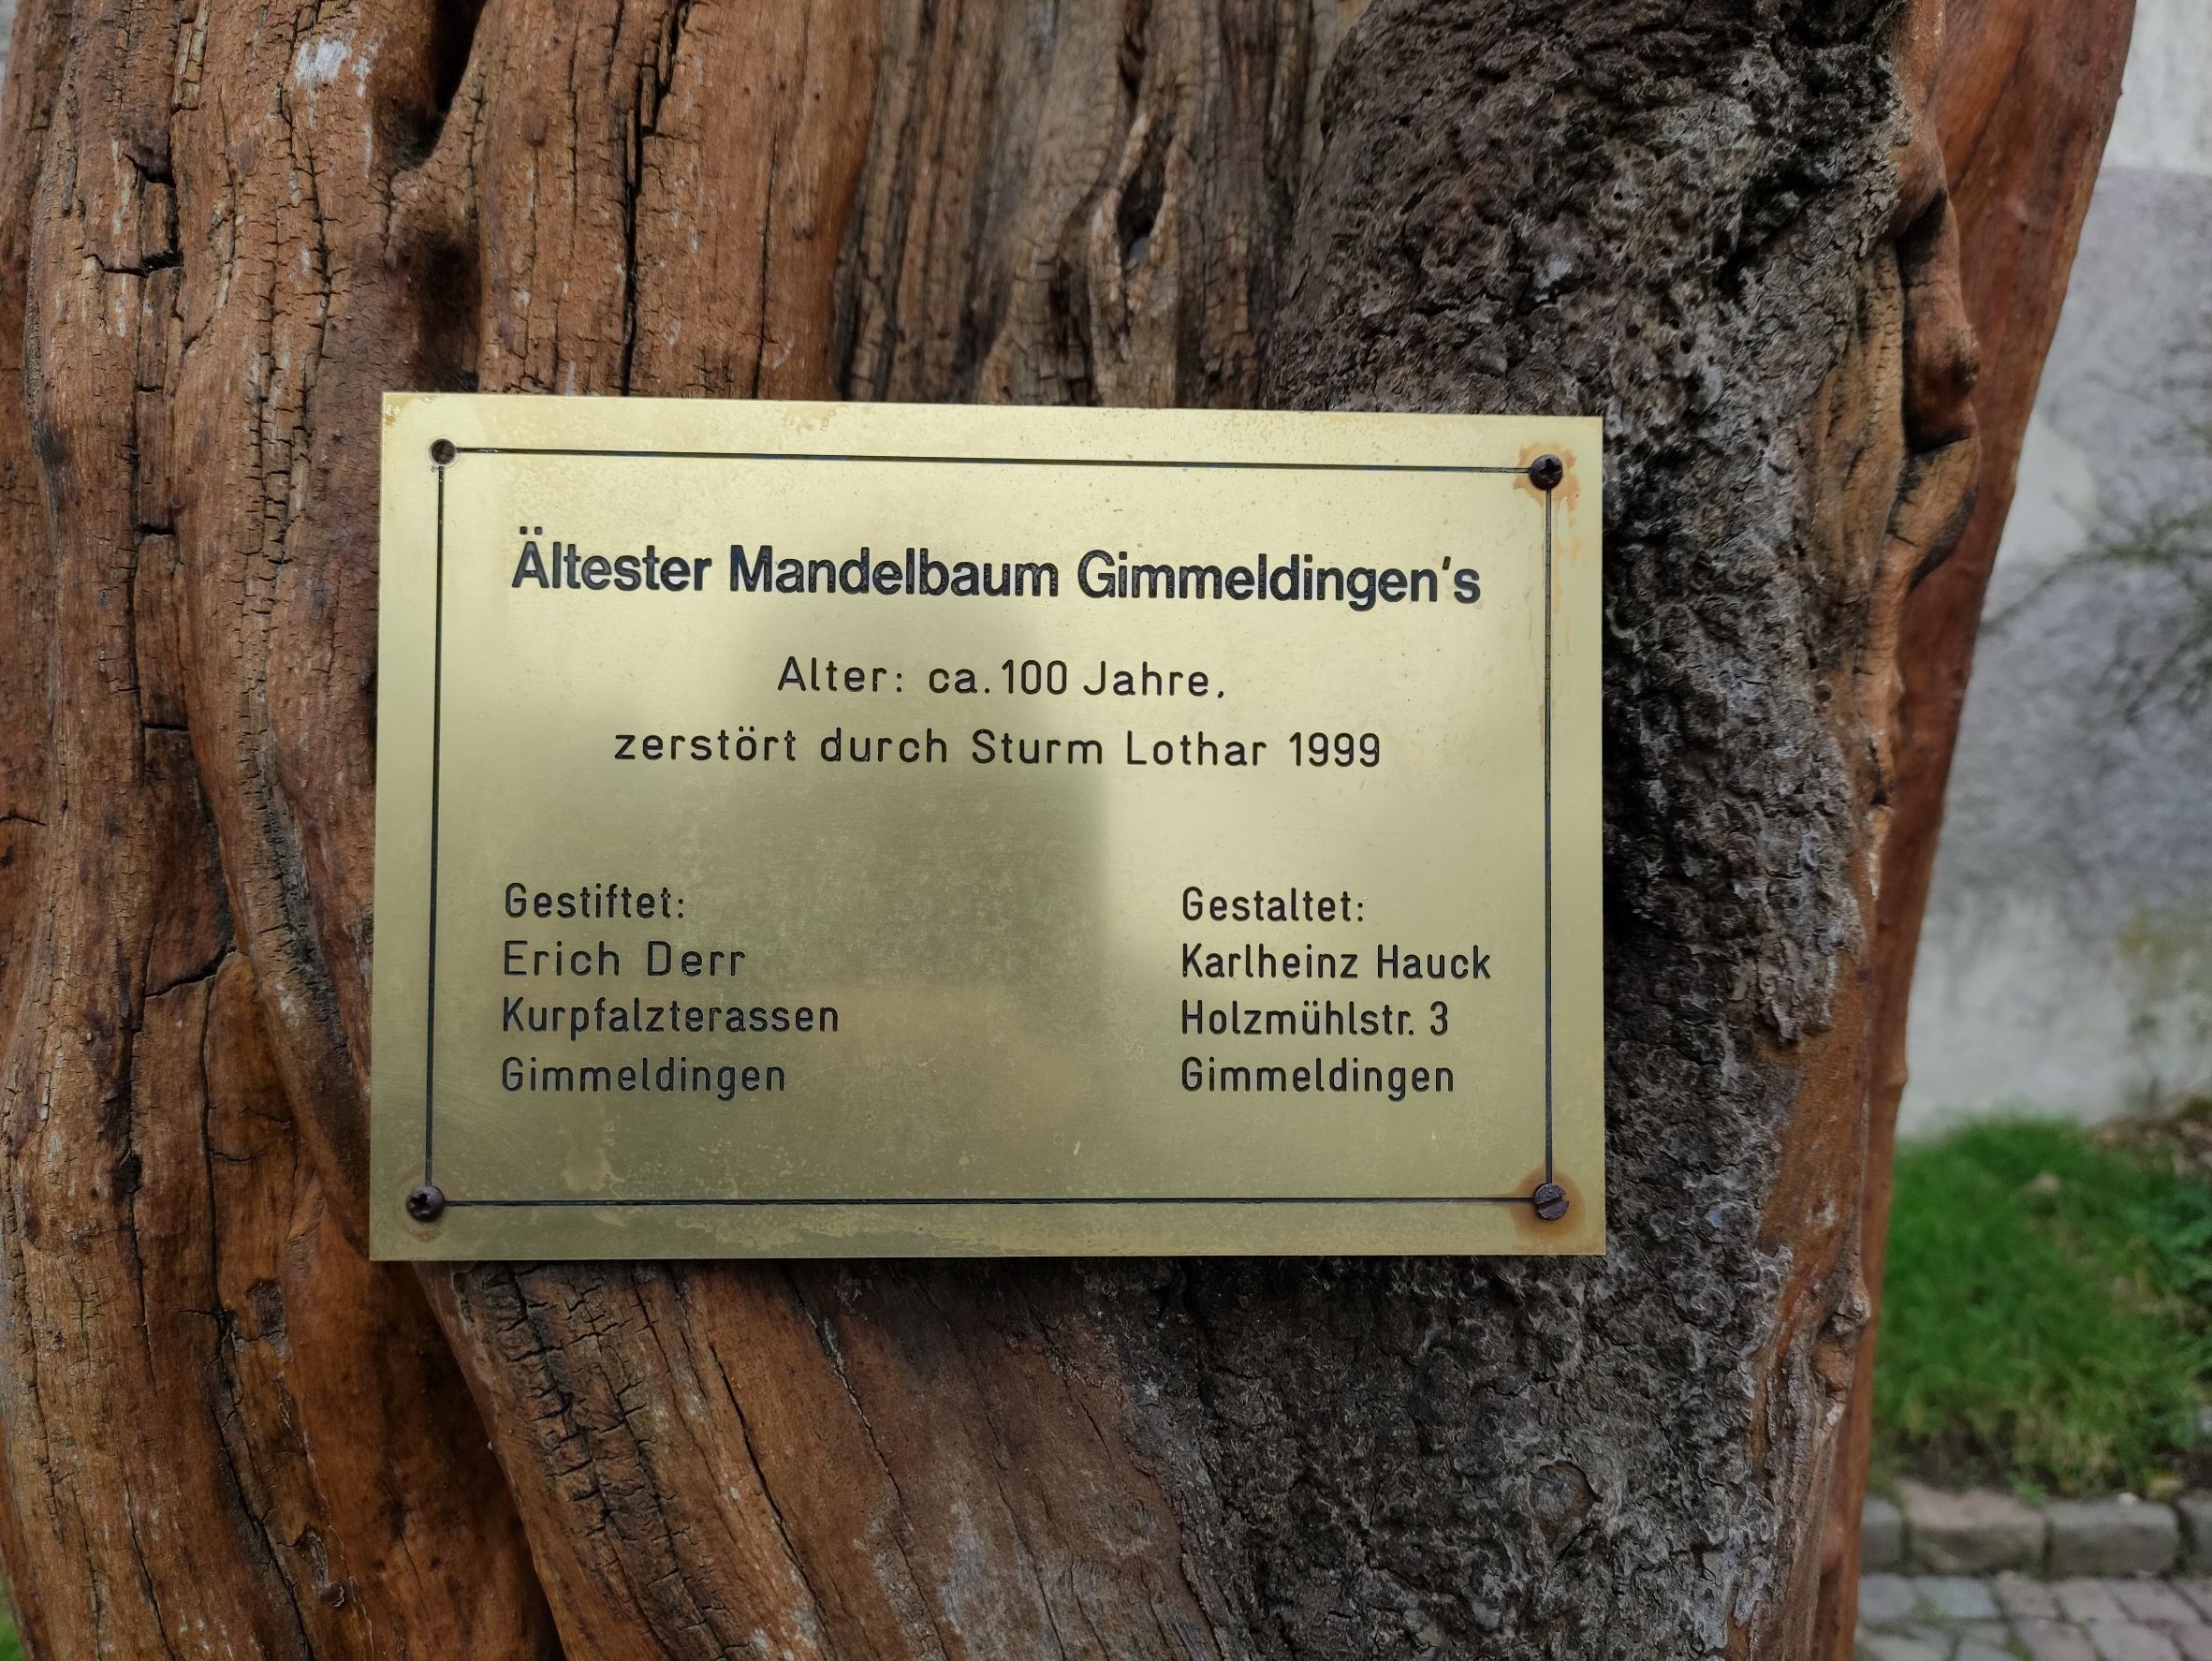 Ältester Mandelbaum Gimmeldingen's
Alter: ca. 100 Jahre,
zerstört durch Sturm Lothar 1999
Gestiftet:
Erich Derr
Kurpfalzterassen
Gimmeldingen
Gestaltet:
Karlheinz Hauck
Holzmühlstr. 3
Gimmeldingen